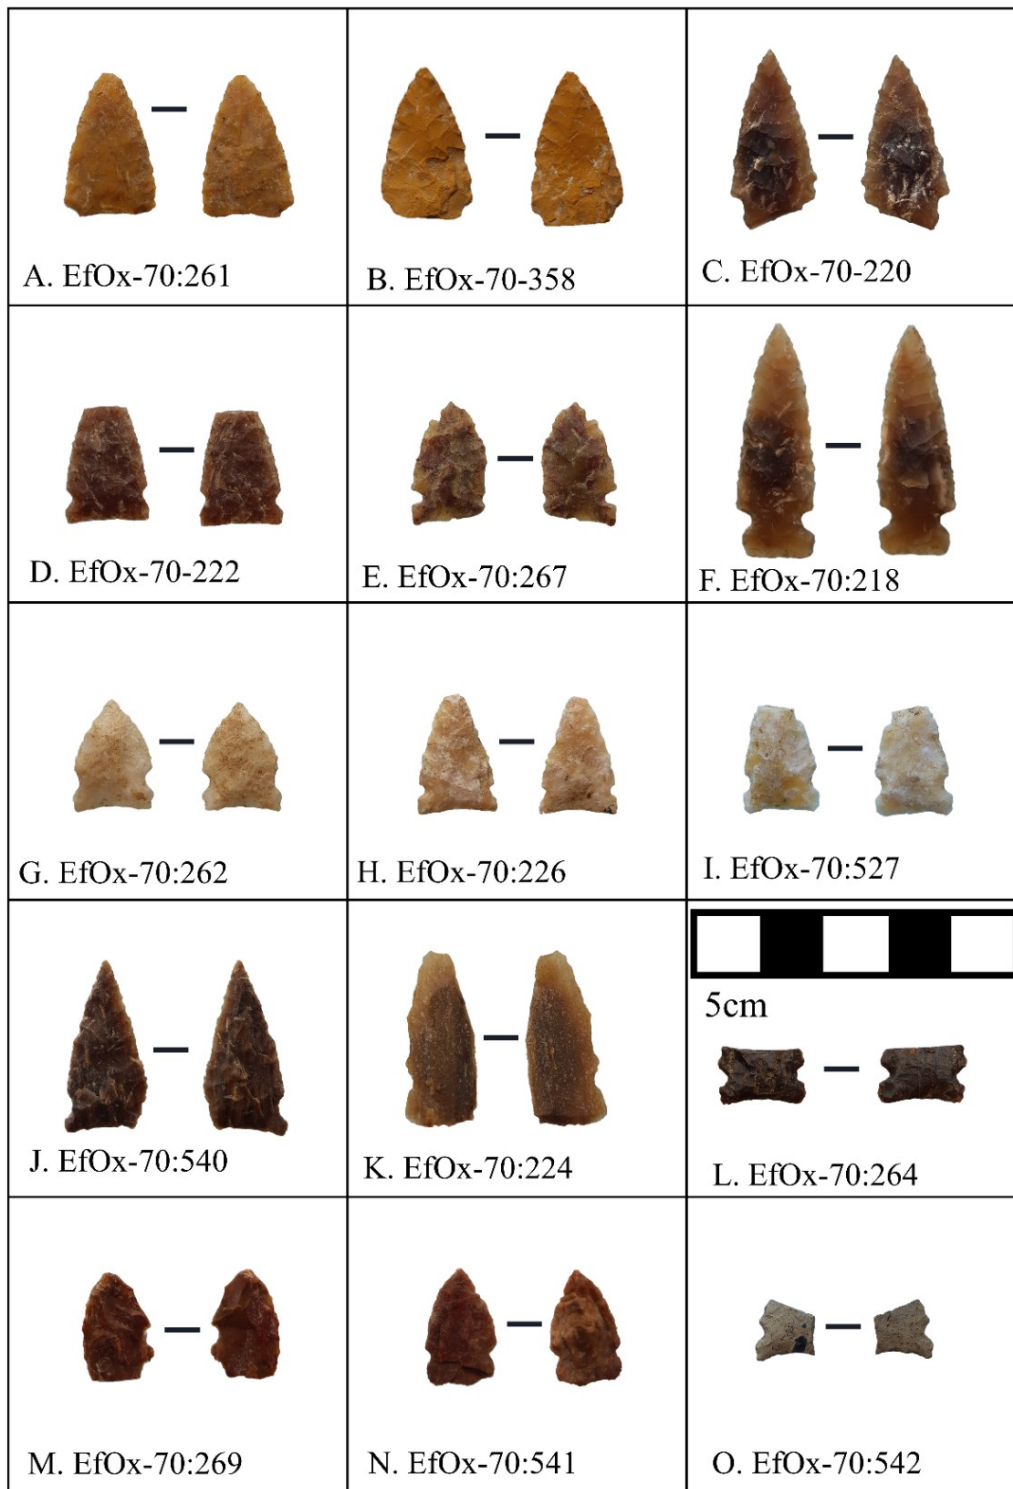 A. EfOx-70:261
B. EfOx-70-358
C. EfOx-70-220
D. EfOx-70-222
E. EfOx-70:267
F. EfOx-70:218
G. EfOx-70:262
H. EfOx-70:226
I. EfOx-70:527
J. EfOx-70:540
K. EfOx-70:224
5cm
L. EfOx-70:264
M. EfOx-70:269
N. EfOx-70:541
O. EfOx-70:542